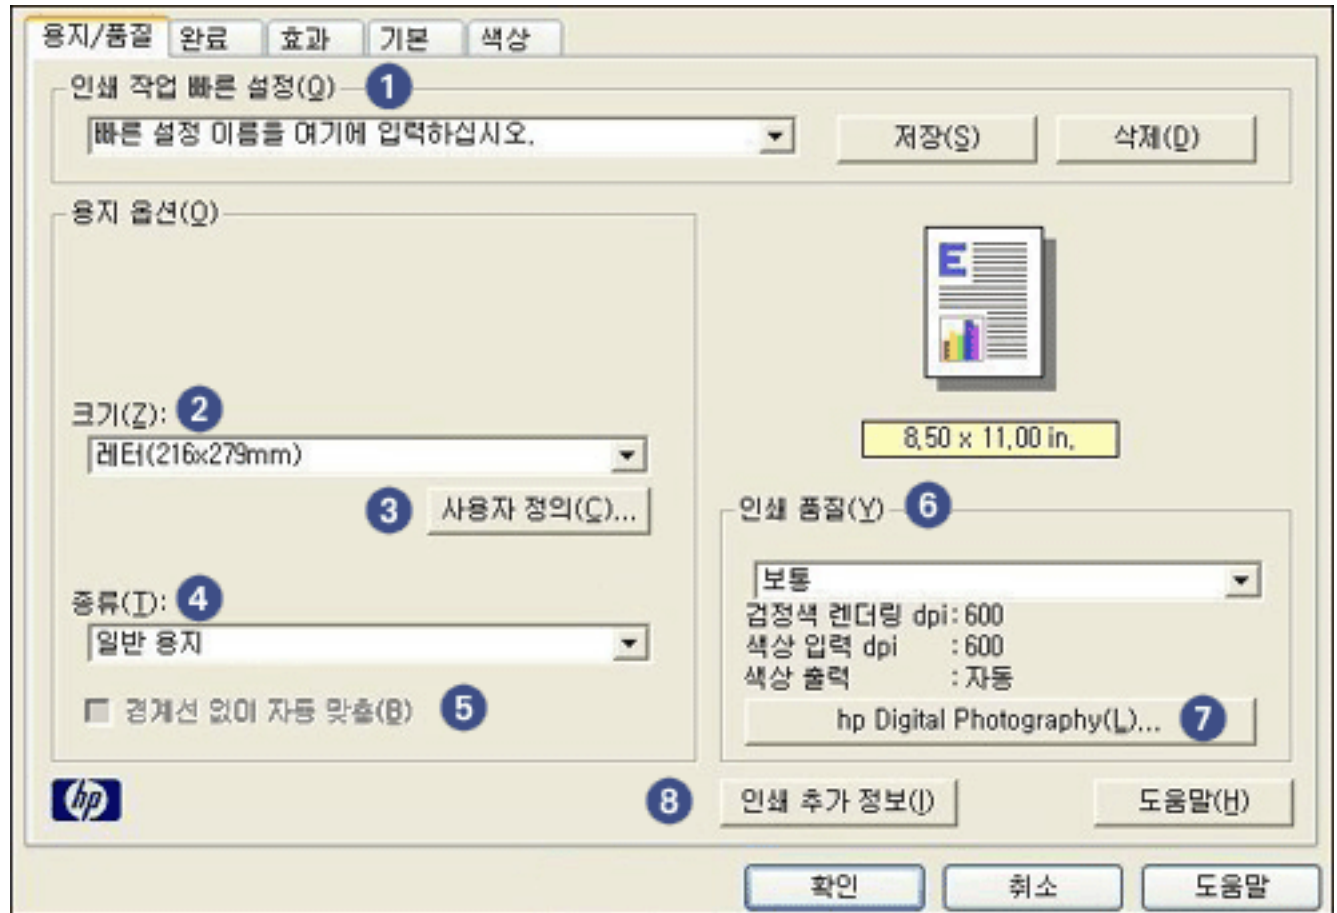 용지/품질 완료 효과 기본 색상
인쇄 작업 빠른 설정(Q) 1
빠른 설정 이름을 여기에 입력하십시오. 저장(S) 삭제(D)
용지 옵션(O)
E
크기(Z): 2
8,50 x 11,00 in,
레터(216x279mm)
3 사용자 정의(C)...
인쇄 품질(Y) 6
보통
종류(T): 4
검정색 렌더링 dpi: 600
일반 용지
색상 입력 dpi : 600
색상 출력 : 자동
경계선 없이 자동 맞춤(B) 5
hp Digital Photography(L)... 7
hp
8 인쇄 추가 정보(I) 도움말(H)
확인 취소 도움말